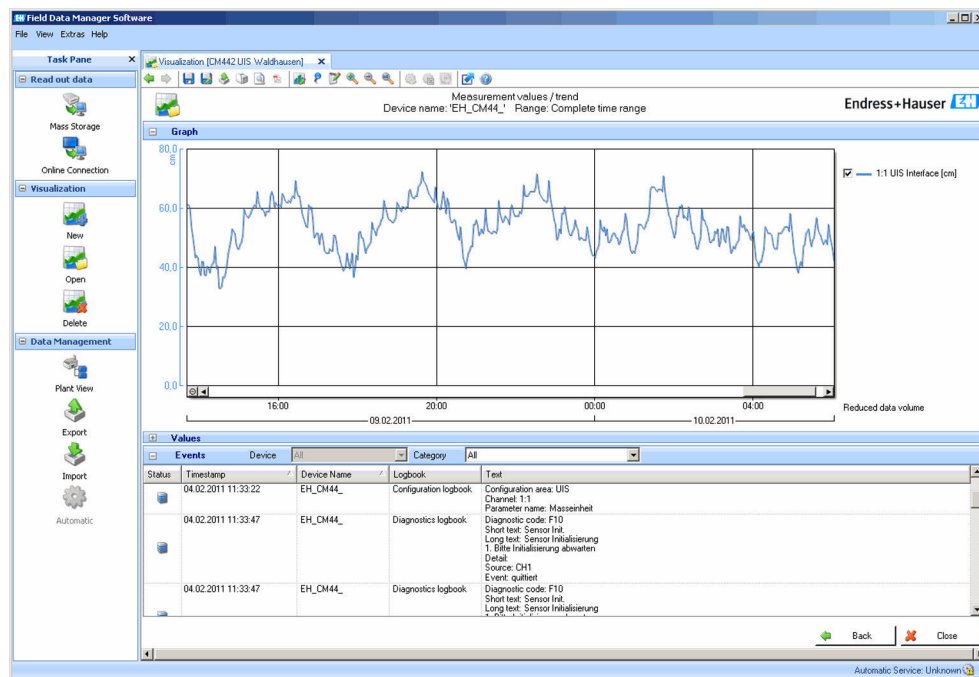 Field Data Manager Software
File View Extras Help
Task Pane
Read out data
Mass Storage
Online Connection
Visualization
New
Open
Delete
Data Management
Plant View
Export
Import
Automatic
Visualization [CM442 UIS Waldhausen]
Measurement values / trend
Device name: 'EH_CM44_' Range: Complete time range
Endress+Hauser EH
Graph
80,0
cm
60,0
40,0
20,0
0,0
16:00 20:00 00:00 04:00
09.02.2011 10.02.2011
1:1 UIS Interface [cm]
Reduced data volume
Values
Events Device All Category All
Status Timestamp Device Name Logbook Text
04.02.2011 11:33:22 EH_CM44_ Configuration logbook Configuration area: UIS
Channel: 1:1
Parameter name: Masseinheit
04.02.2011 11:33:47 EH_CM44_ Diagnostics logbook Diagnostic code: F10
Short text: Sensor Init.
Long text: Sensor Initialisierung
1. Bitte Initialisierung abwarten
Detail:
Source: CH1
Event: quittiert
04.02.2011 11:33:47 EH_CM44_ Diagnostics logbook Diagnostic code: F10
Short text: Sensor Init.
Long text: Sensor Initialisierung
Back Close
Automatic Service: Unknown